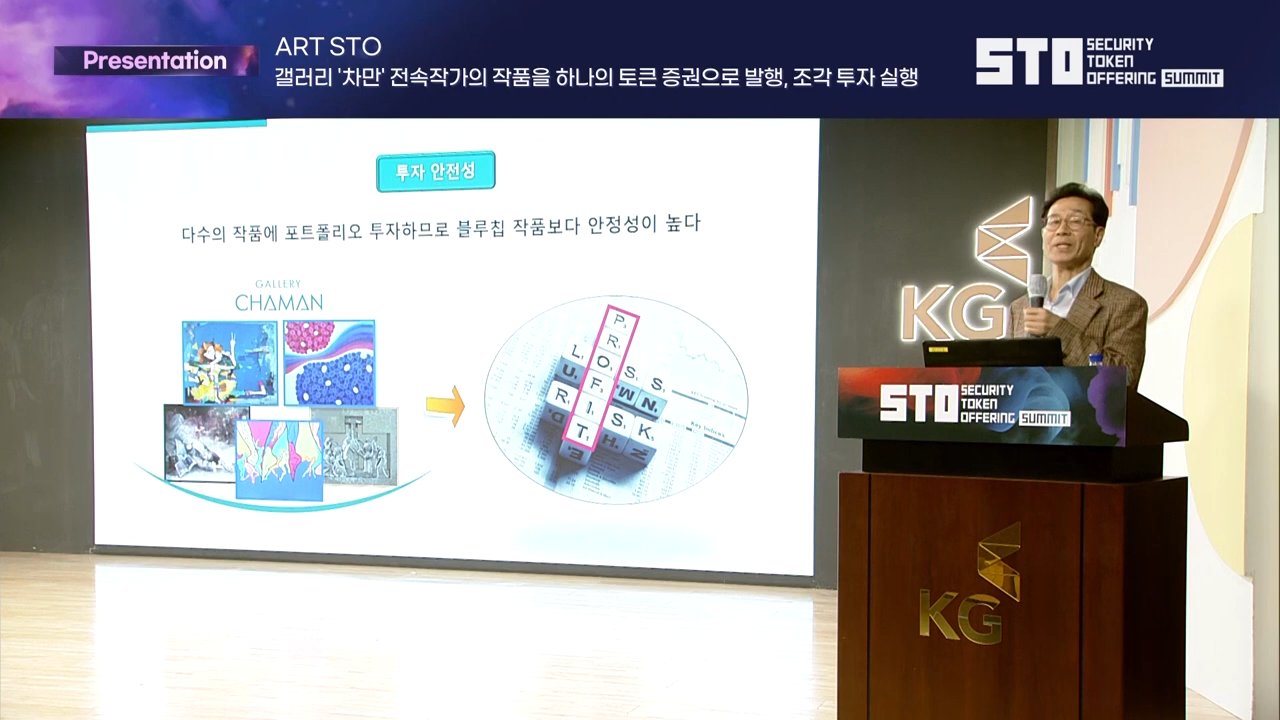 Presentation
ART STO
갤러리 '차만' 전속작가의 작품을 하나의 토큰 증권으로 발행, 조각 투자 실행
STO SECURITY
TOKEN
OFFERING SUMMIT
투자 안전성
다수의 작품에 포트폴리오 투자하므로 블루칩 작품보다 안정성이 높다
GALLERY
CHAMAN
PROFIT
LOSS
RISK
KG
STO SECURITY
TOKEN
OFFERING SUMMIT
KG